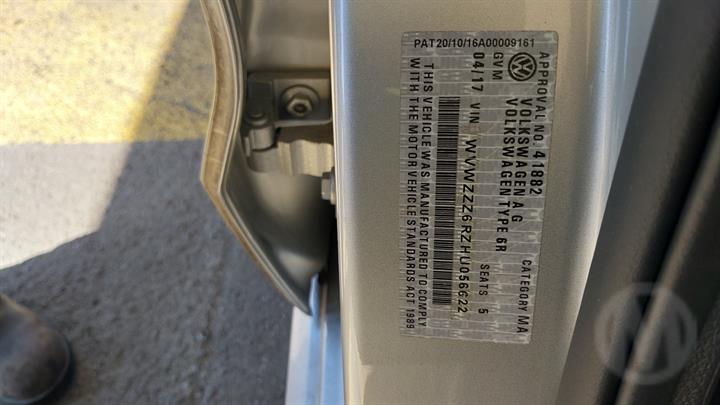 PAT20/10/16A00009161
APPROVAL NO. 41882 CATEGORY MA
VOLKSWAGEN AG
VOLKSWAGEN TYPE 6R
GVM SEATS 5
04/17 VIN WVWZZZ6RZHU056622
THIS VEHICLE WAS MANUFACTURED TO COMPLY
WITH THE MOTOR VEHICLE STANDARDS ACT 1989.